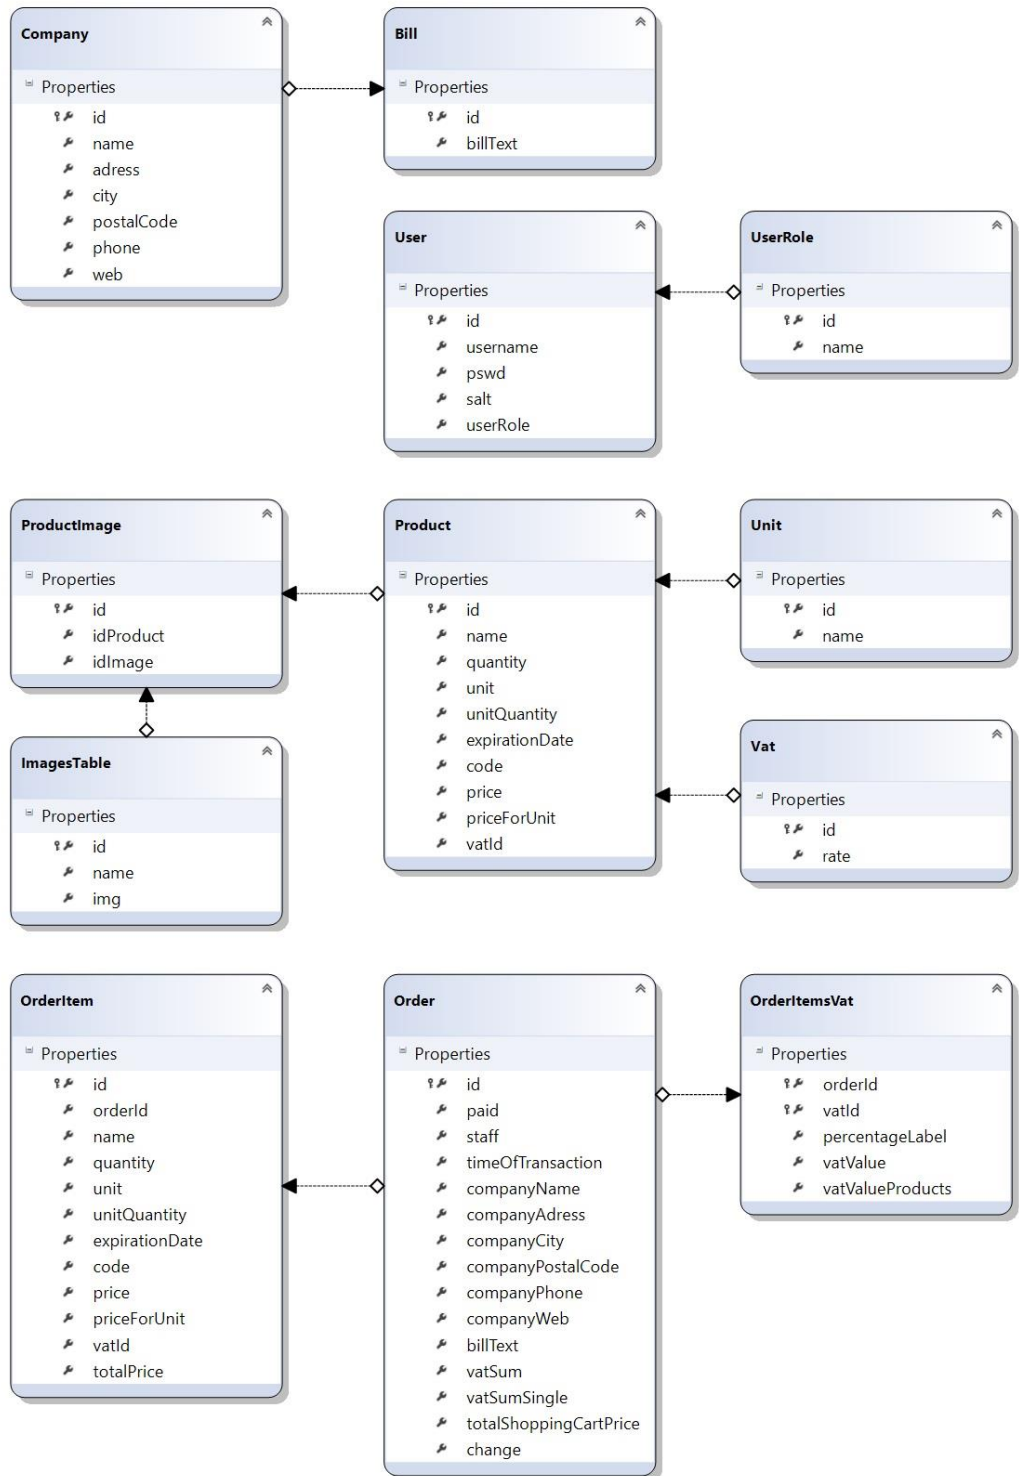 Company
Properties
id
name
adress
city
postalCode
phone
web
Bill
Properties
id
billText
User
Properties
id
username
pswd
salt
userRole
UserRole
Properties
id
name
ProductImage
Properties
id
idProduct
idImage
Product
Properties
id
name
quantity
unit
unitQuantity
expirationDate
code
price
priceForUnit
vatId
Unit
Properties
id
name
ImagesTable
Properties
id
name
img
Vat
Properties
id
rate
OrderItem
Properties
id
orderId
name
quantity
unit
unitQuantity
expirationDate
code
price
priceForUnit
vatId
totalPrice
Order
Properties
id
paid
staff
timeOfTransaction
companyName
companyAdress
companyCity
companyPostalCode
companyPhone
companyWeb
billText
vatSum
vatSumSingle
totalShoppingCartPrice
change
OrderItemsVat
Properties
orderId
vatId
percentageLabel
vatValue
vatValueProducts